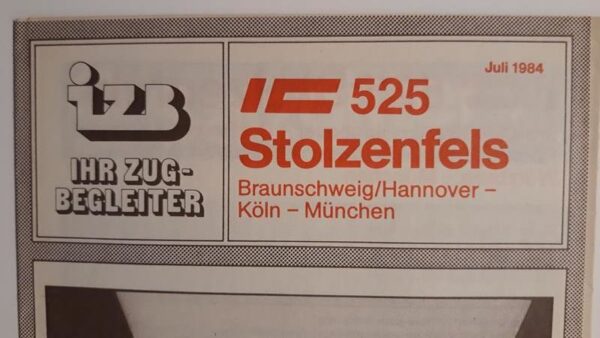 izb
IHR ZUG-
BEGLEITER
Juli 1984
IC 525
Stolzenfels
Braunschweig/Hannover –
Köln – München